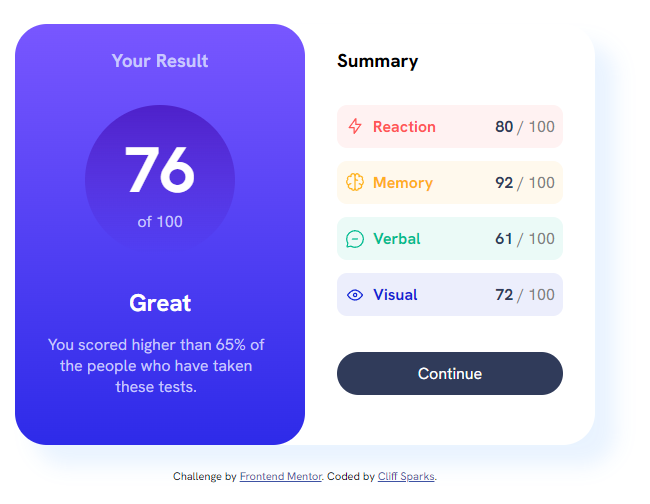 Your Result
76
of 100
Great
You scored higher than 65% of
the people who have taken
these tests.
Summary
Reaction 80 / 100
Memory 92 / 100
Verbal 61 / 100
Visual 72 / 100
Continue
Challenge by Frontend Mentor. Coded by Cliff Sparks.